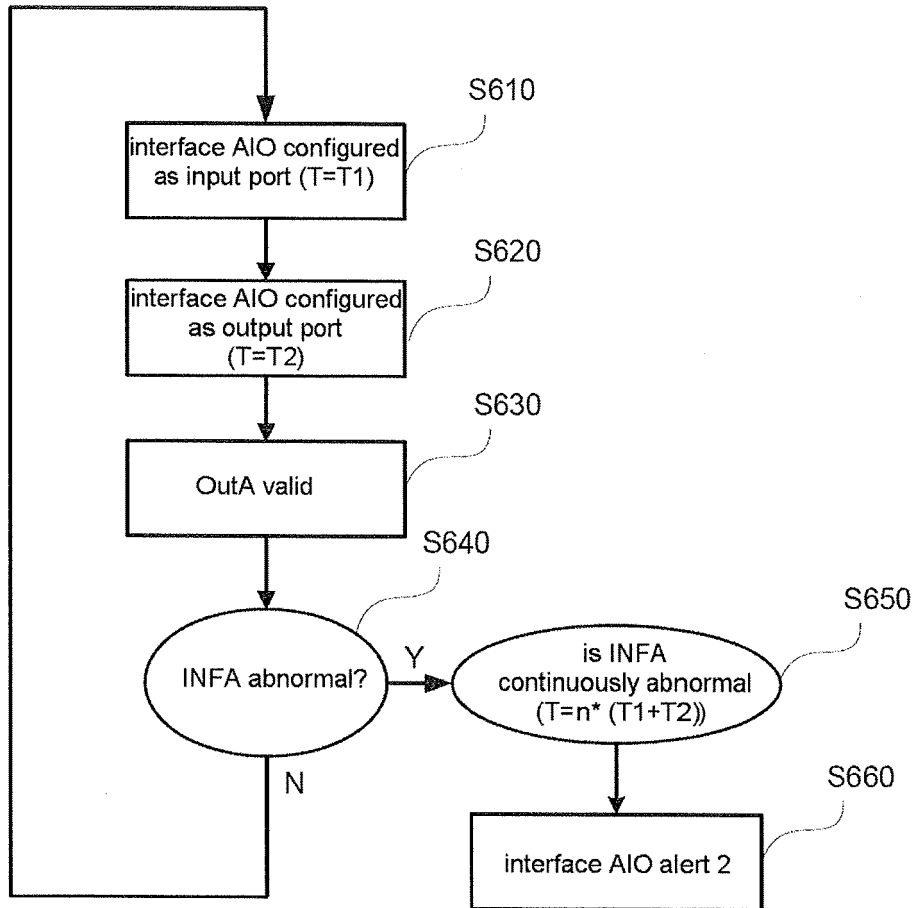 S610
interface AIO configured
as input port (T=T1)
S620
interface AIO configured
as output port
(T=T2)
S630
OutA valid
S640
INFA abnormal?
Y
N
S650
is INFA
continuously abnormal
(T=n* (T1+T2))
S660
interface AIO alert 2